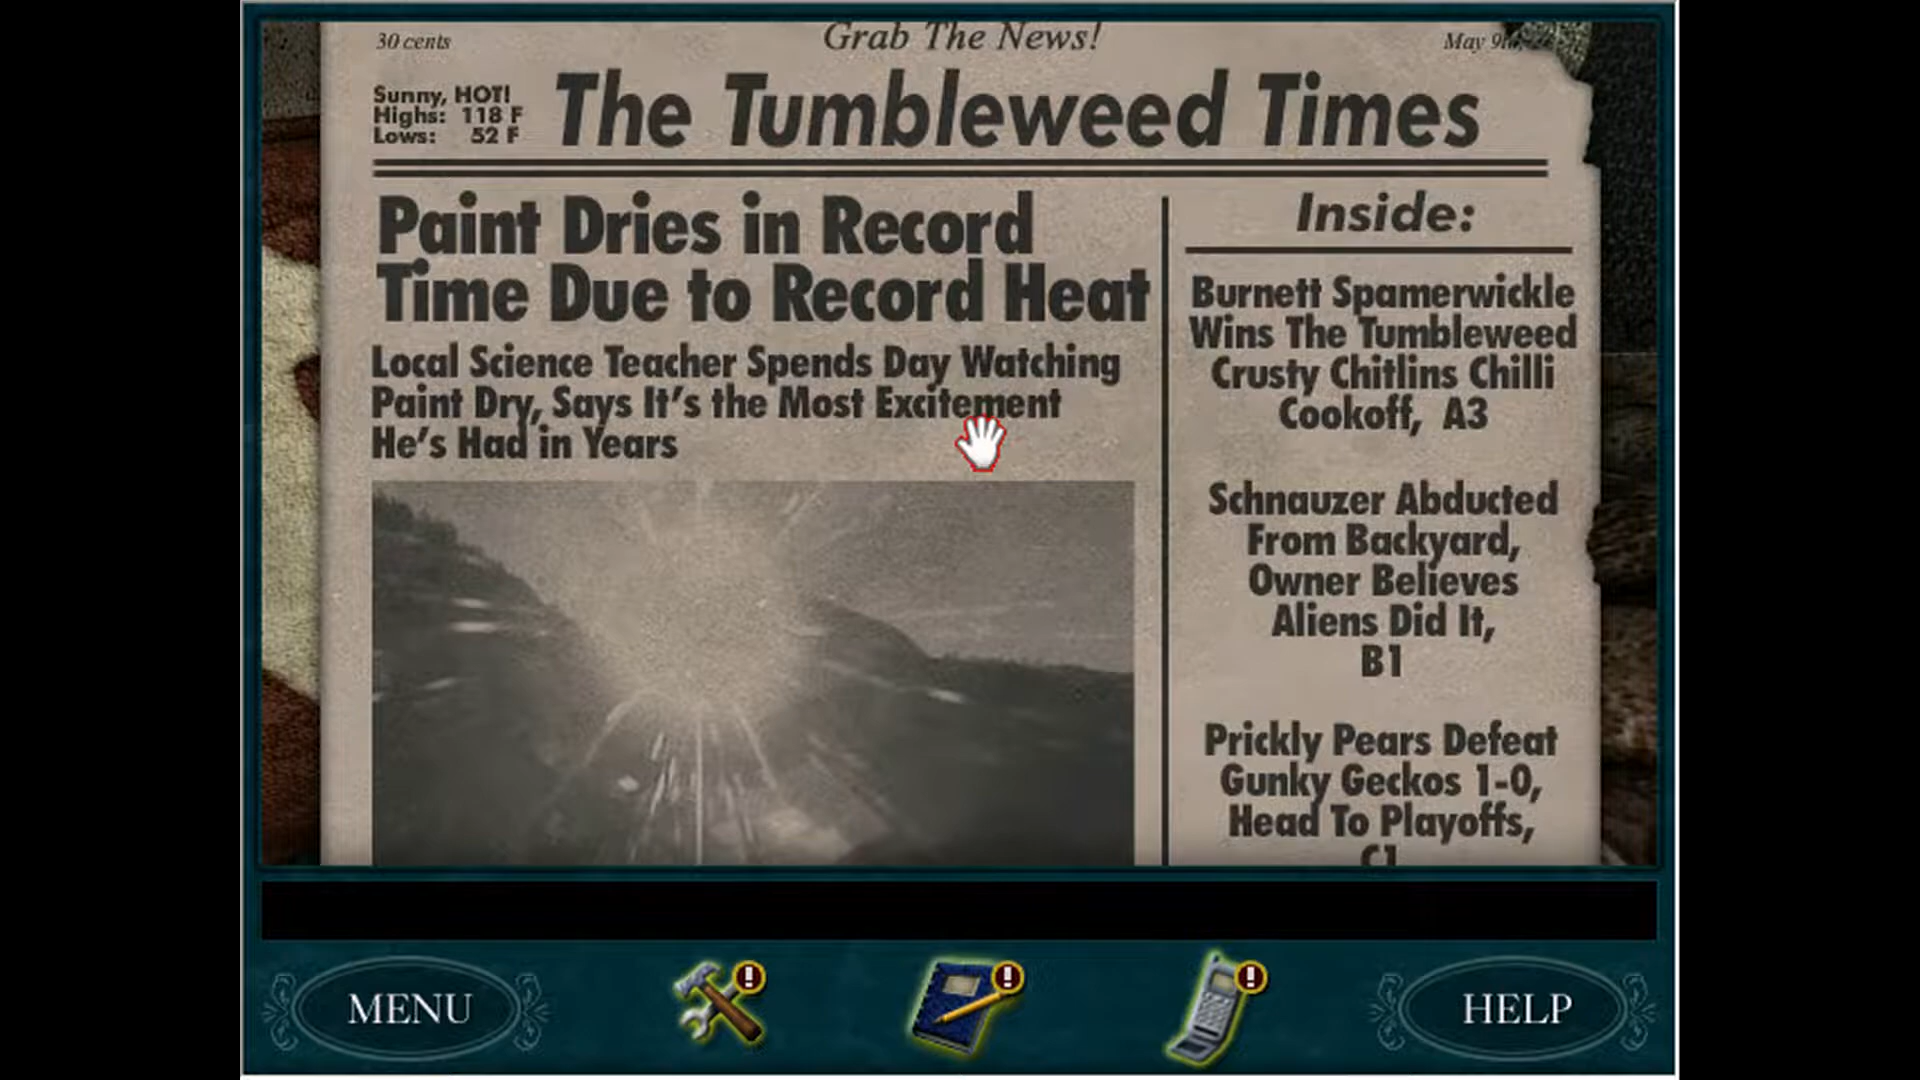 30 cents
Grab The News!
May 9
Sunny, HOT!
Highs: 118 F
Lows: 52 F
The Tumbleweed Times
Paint Dries in Record
Time Due to Record Heat
Local Science Teacher Spends Day Watching
Paint Dry, Says It's the Most Excitement
He's Had in Years
Inside:
Burnett Spamerwickle
Wins The Tumbleweed
Crusty Chitlins Chilli
Cookoff, A3
Schnauzer Abducted
From Backyard,
Owner Believes
Aliens Did It,
B1
Prickly Pears Defeat
Gunky Geckos 1-0,
Head To Playoffs,
C1
MENU
!
!
!
HELP